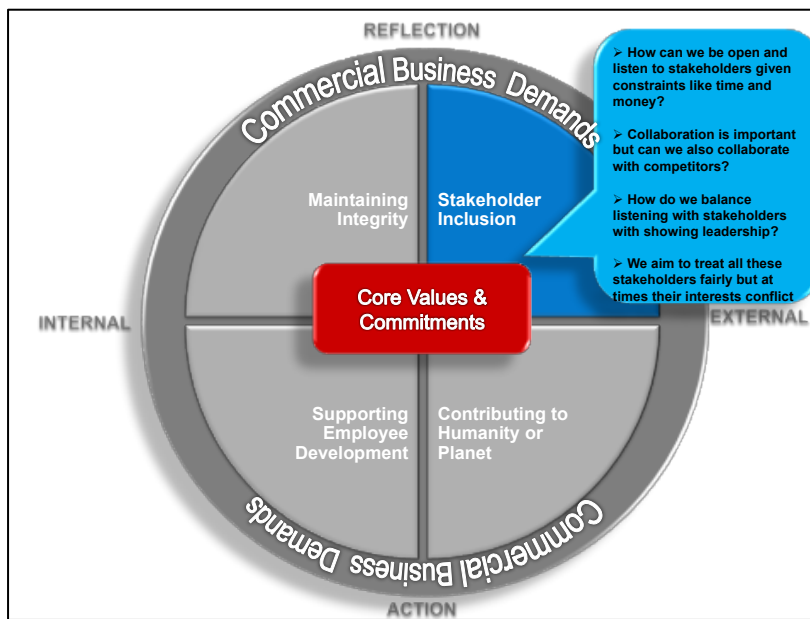 REFLECTION
Commercial Business Demands
➢ How can we be open and
listen to stakeholders given
constraints like time and
money?
➢ Collaboration is important
but can we also collaborate
with competitors?
➢ How do we balance
listening with stakeholders
with showing leadership?
➢ We aim to treat all these
stakeholders fairly but at
times their interests conflict
Maintaining
Integrity
Stakeholder
Inclusion
Core Values &
Commitments
INTERNAL
EXTERNAL
Supporting
Employee
Development
Contributing to
Humanity or
Planet
Commercial Business Demands
ACTION